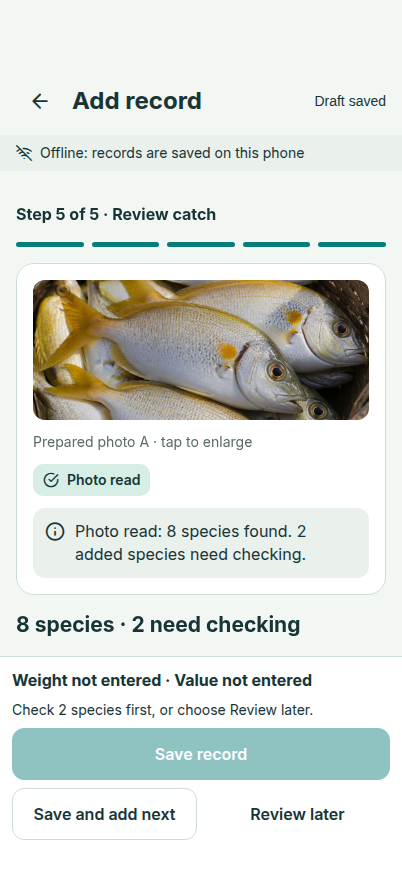 Add record
Draft saved
Offline: records are saved on this phone
Step 5 of 5 · Review catch
Prepared photo A · tap to enlarge
Photo read
Photo read: 8 species found. 2
added species need checking.
8 species · 2 need checking
Weight not entered · Value not entered
Check 2 species first, or choose Review later.
Save record
Save and add next
Review later